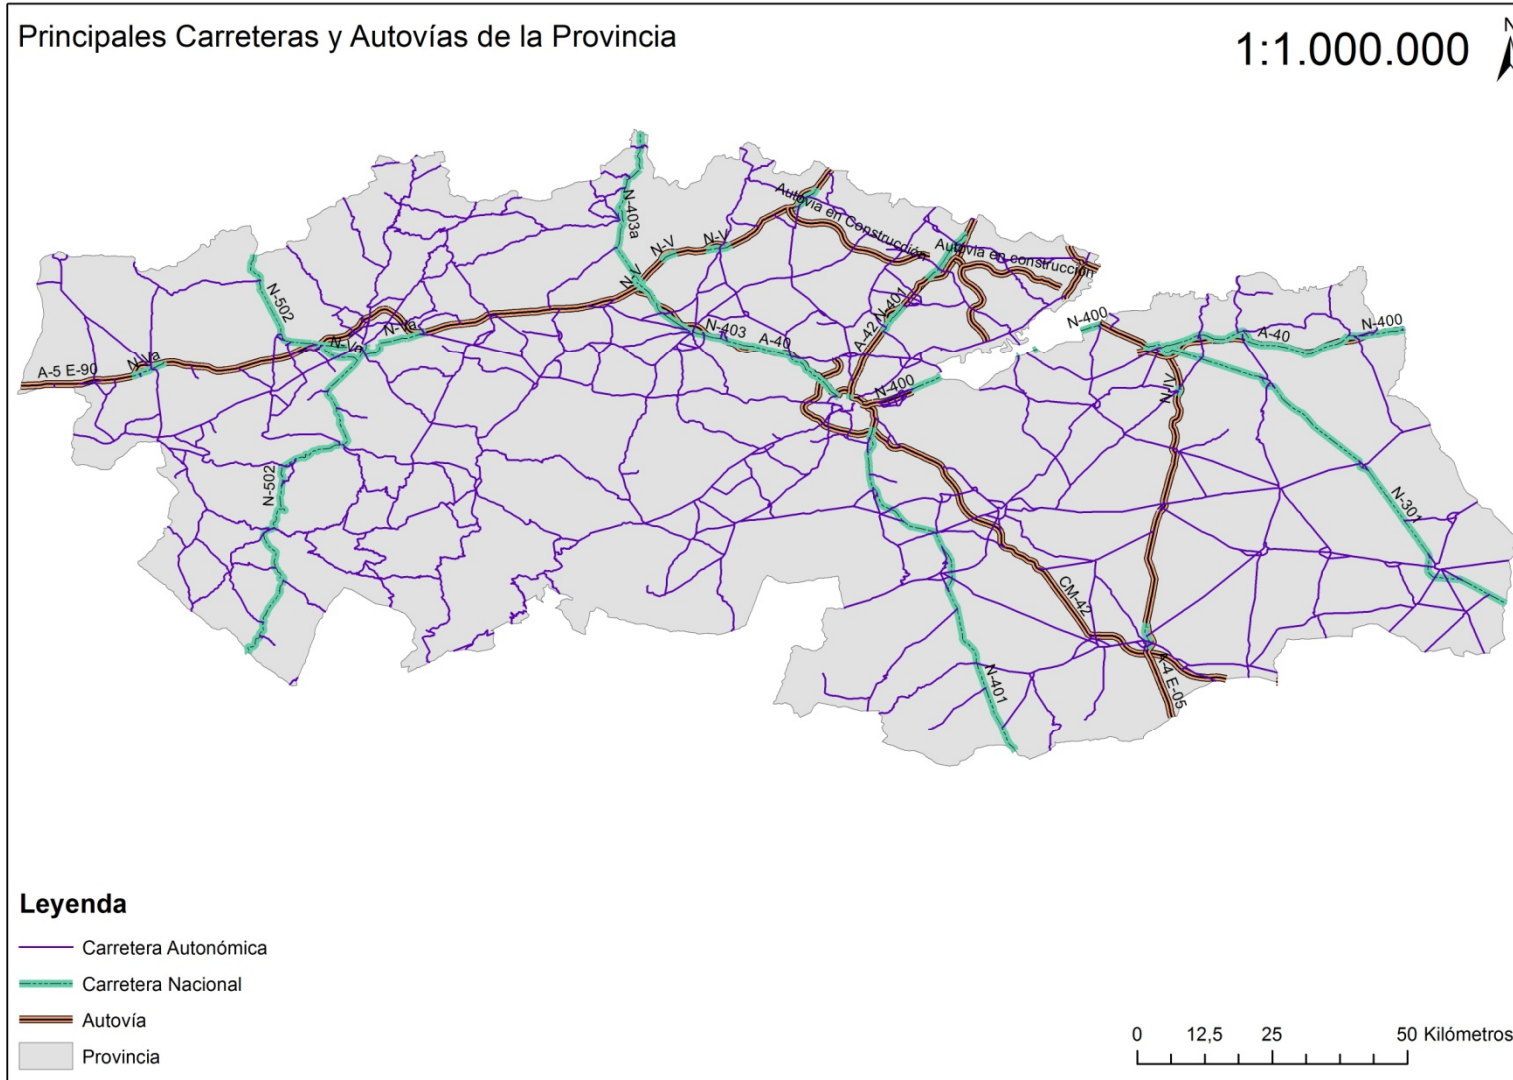 Principales Carreteras y Autovías de la Provincia
1:1.000.000
N
N-403a
Autovia en Construcción
Autovia en construcción
N-V
N-V
N-V
N-502
N-Va
N-Va
N-Va
A-5 E-90
N-403
A-40
A-42
N-401
N-400
N-400
A-40
N-400
N-IV
N-502
N-301
CM-42
N-401
A-4 E-05
Leyenda
Carretera Autonómica
Carretera Nacional
Autovía
Provincia
0 12,5 25 50 Kilómetros